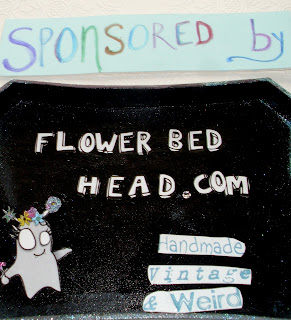 SPONSORED by
FLOWER BED
HEAD.COM
Handmade
Vintage
& Weird